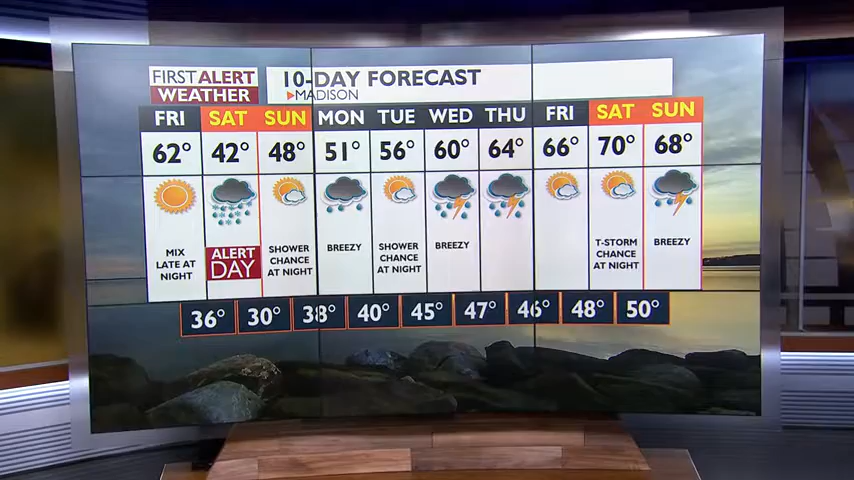 FIRST ALERT
WEATHER
10-DAY FORECAST
MADISON
FRI SAT SUN MON TUE WED THU FRI SAT SUN
62° 42° 48° 51° 56° 60° 64° 66° 70° 68°
MIX
LATE AT
NIGHT
ALERT
DAY
SHOWER
CHANCE
AT NIGHT
BREEZY
SHOWER
CHANCE
AT NIGHT
BREEZY
T-STORM
CHANCE
AT NIGHT
BREEZY
36° 30° 38° 40° 45° 47° 46° 48° 50°